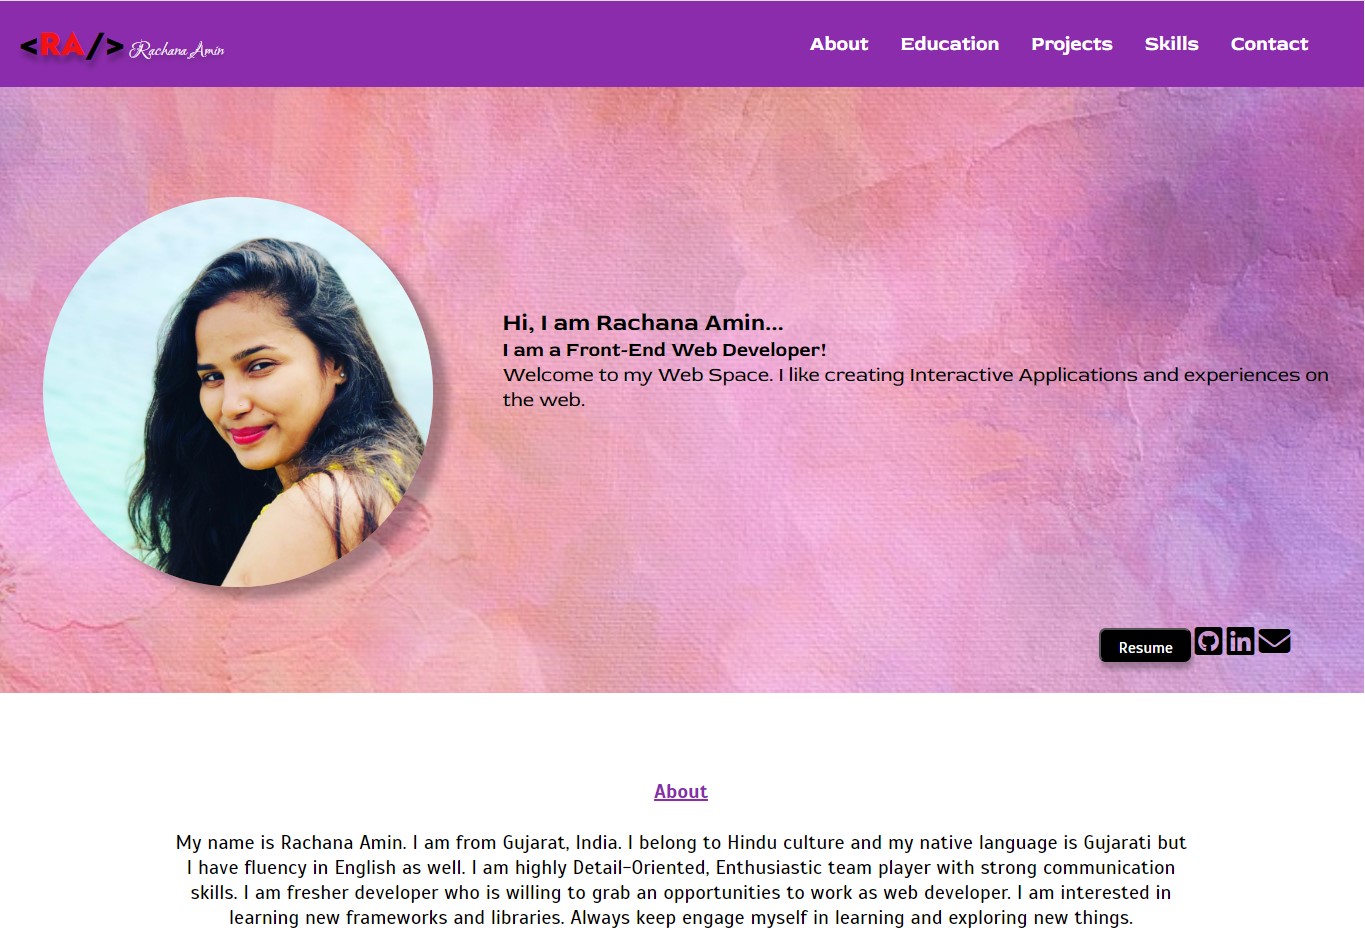 <RA/> Rachana Amin
About Education Projects Skills Contact
Hi, I am Rachana Amin...
I am a Front-End Web Developer!
Welcome to my Web Space. I like creating Interactive Applications and experiences on
the web.
Resume
in
About
My name is Rachana Amin. I am from Gujarat, India. I belong to Hindu culture and my native language is Gujarati but
I have fluency in English as well. I am highly Detail-Oriented, Enthusiastic team player with strong communication
skills. I am fresher developer who is willing to grab an opportunities to work as web developer. I am interested in
learning new frameworks and libraries. Always keep engage myself in learning and exploring new things.